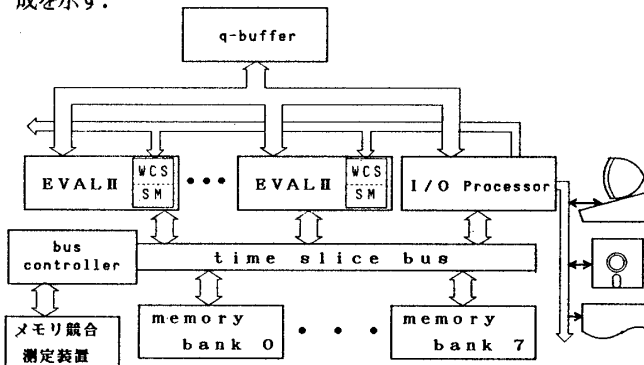 成を示す.
q-buffer
EVALⅡ
WCS
SM
EVALⅡ
WCS
SM
I/O Processor
bus
controller
time slice bus
メモリ競合
測定装置
memory
bank 0
memory
bank 7